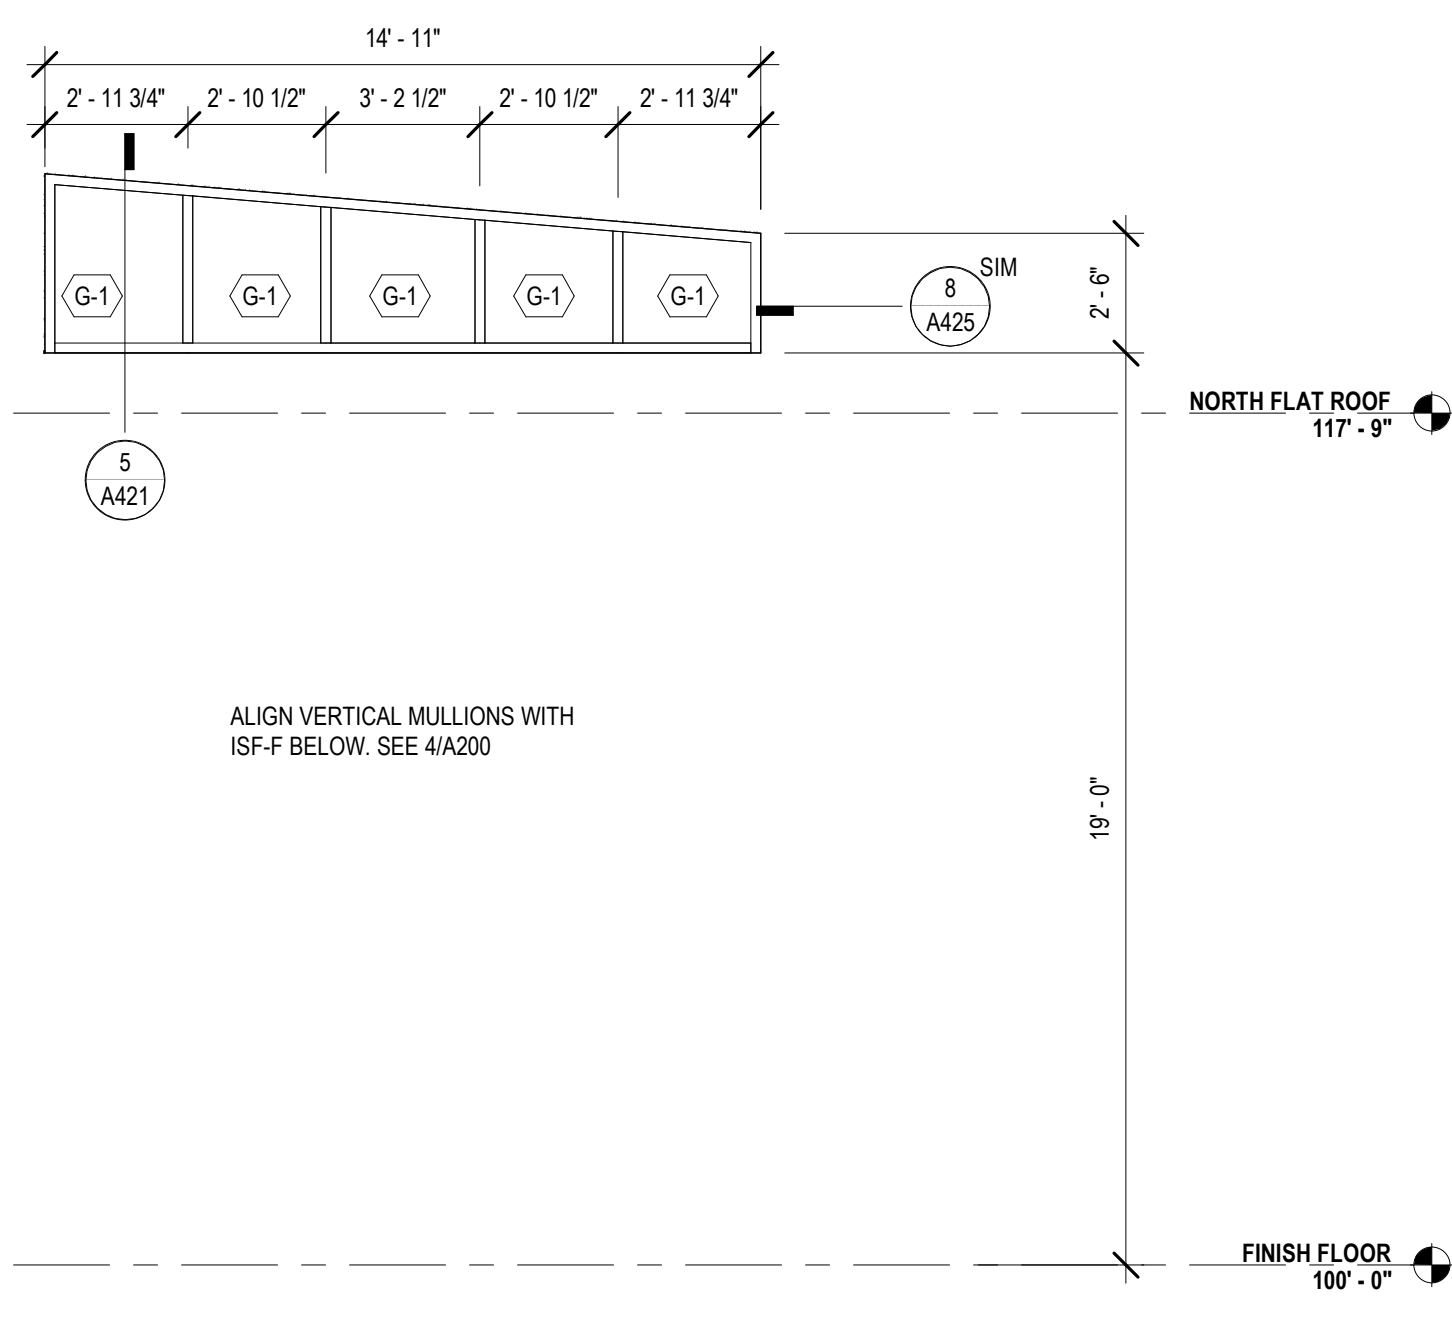 14' - 11"
2' - 11 3/4"
2' - 10 1/2"
3' - 2 1/2"
2' - 10 1/2"
2' - 11 3/4"
G-1
G-1
G-1
G-1
G-1
SIM
8
A425
2' - 6"
NORTH FLAT ROOF
117' - 9"
5
A421
ALIGN VERTICAL MULLIONS WITH
ISF-F BELOW. SEE 4/A200
19' - 0"
FINISH FLOOR
100' - 0"